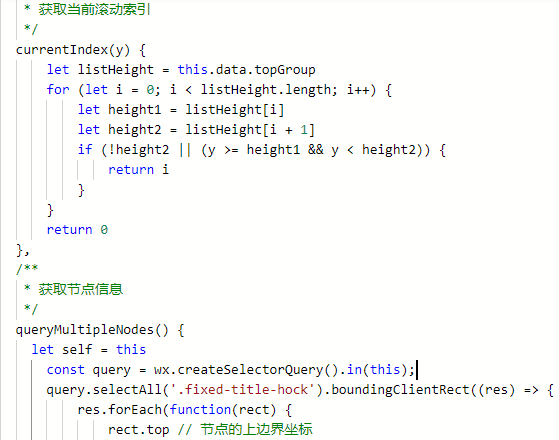 * 获取当前滚动索引
*/
currentIndex(y) {
let listHeight = this.data.topGroup
for (let i = 0; i < listHeight.length; i++) {
let height1 = listHeight[i]
let height2 = listHeight[i + 1]
if (!height2 || (y >= height1 && y < height2)) {
return i
}
}
return 0
},
/**
* 获取节点信息
*/
queryMultipleNodes() {
let self = this
const query = wx.createSelectorQuery().in(this);
query.selectAll('.fixed-title-hock').boundingClientRect((res) => {
res.forEach(function(rect) {
rect.top // 节点的上边界坐标